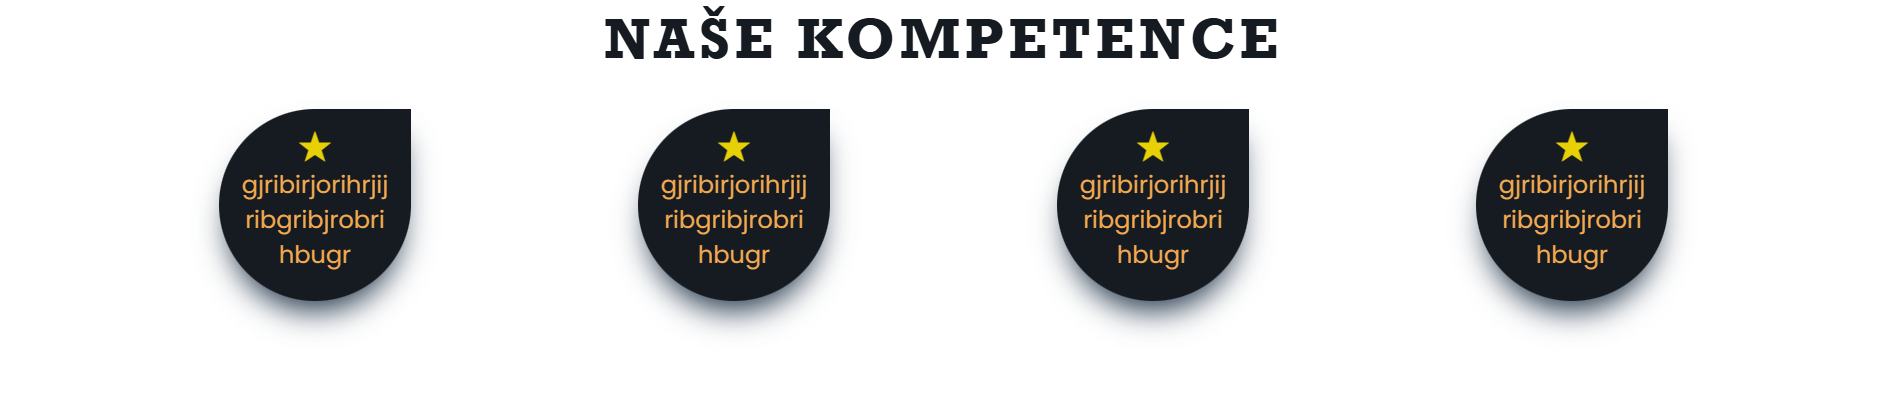 NAŠE KOMPETENCE
gjribirjorihrjij
ribgribjrobri
hbugr
gjribirjorihrjij
ribgribjrobri
hbugr
gjribirjorihrjij
ribgribjrobri
hbugr
gjribirjorihrjij
ribgribjrobri
hbugr